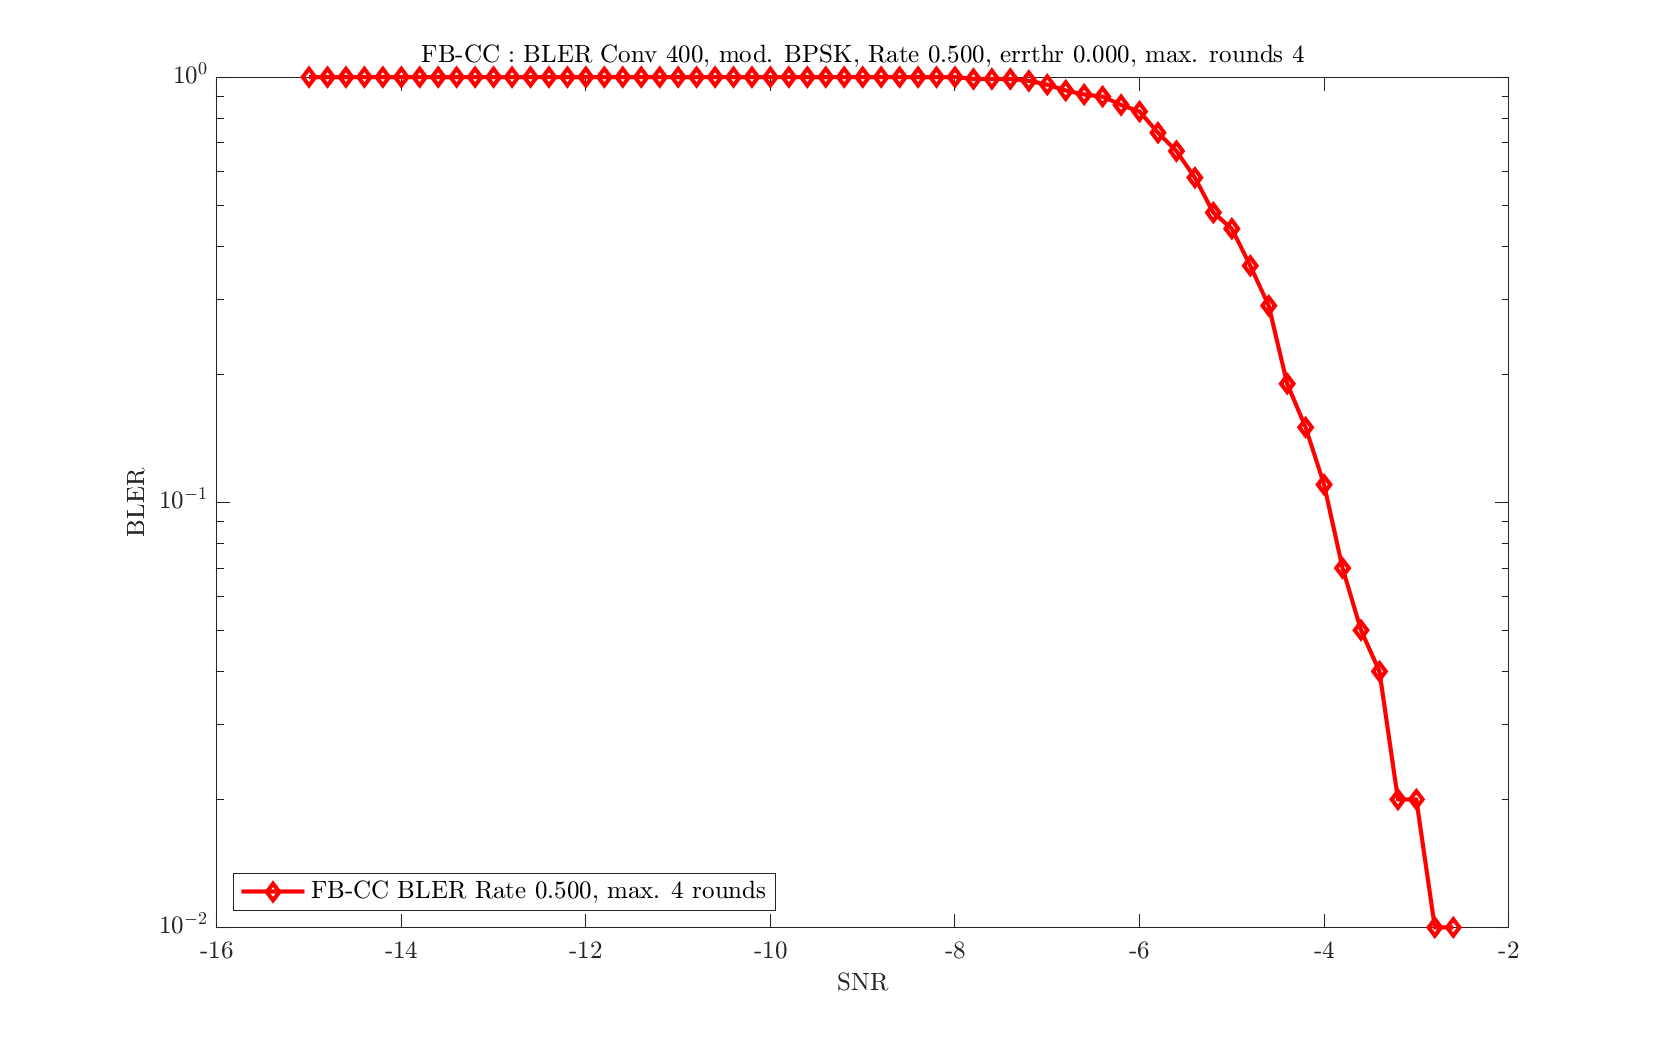 FB-CC : BLER Conv 400, mod. BPSK, Rate 0.500, errthr 0.000, max. rounds 4
10^0
10^-1
10^-2
BLER
FB-CC BLER Rate 0.500, max. 4 rounds
-16 -14 -12 -10 -8 -6 -4 -2
SNR